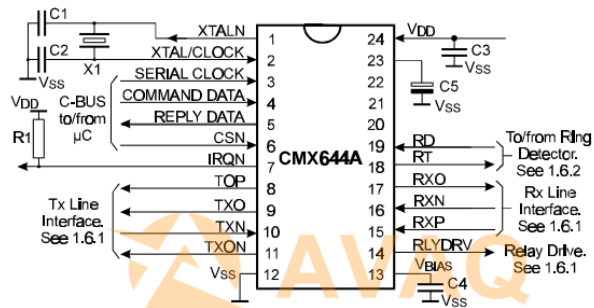 C1
C2
X1
VSS
XTALN
XTAL/CLOCK
SERIAL CLOCK
COMMAND DATA
REPLY DATA
CSN
IRQN
C-BUS
to/from
µC
VDD
R1
TOP
TXO
TXN
TXON
Tx Line
Interface.
See 1.6.1
VSS
1
2
3
4
5
6
7
8
9
10
11
12
CMX644A
24
23
22
21
20
19
18
17
16
15
14
13
VDD
C3
VSS
C5
VSS
RD
RT
To/from Ring
Detector.
See 1.6.2
RXO
RXN
RXP
Rx Line
Interface.
See 1.6.1
RLYDRV
Relay Drive.
See 1.6.1
VBIAS
C4
VSS
AVAQ